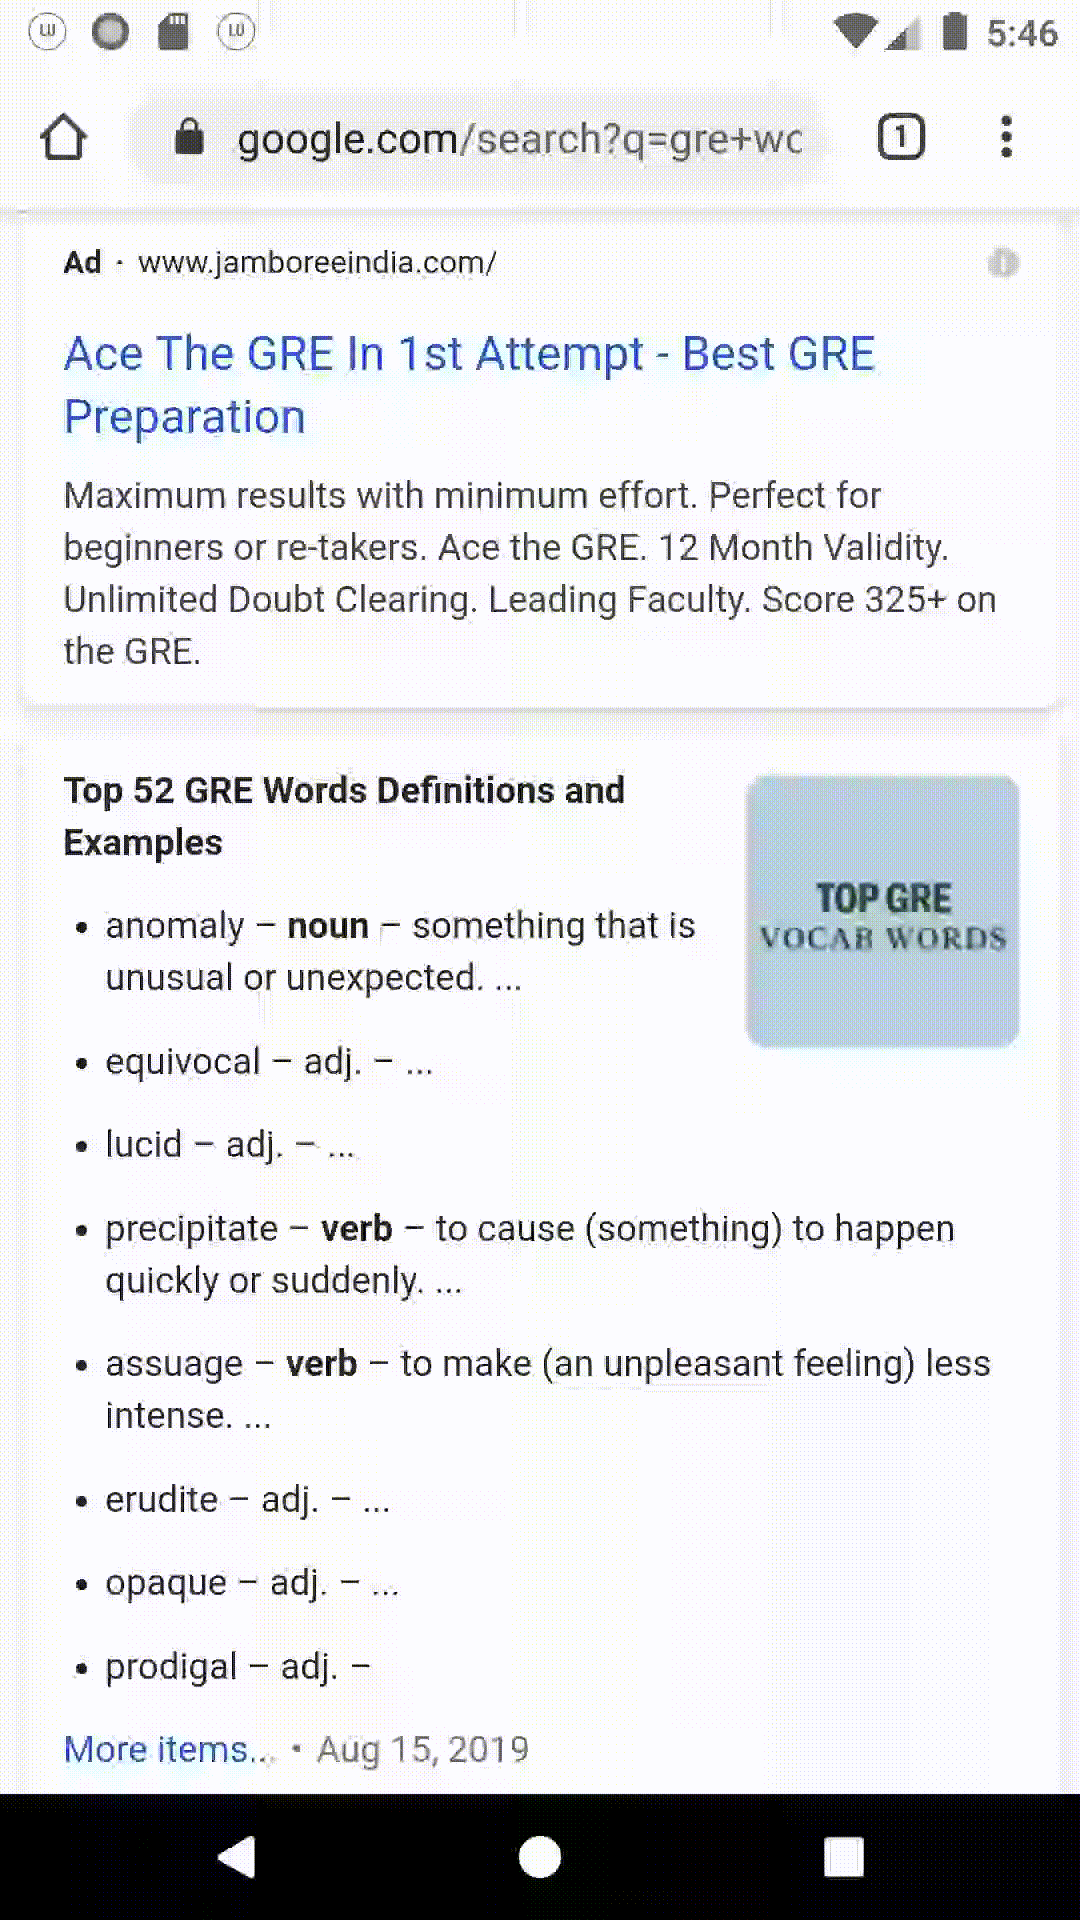 5:46
google.com/search?q=gre+wo
1
Ad · www.jamboreeindia.com/
Ace The GRE In 1st Attempt - Best GRE
Preparation
Maximum results with minimum effort. Perfect for
beginners or re-takers. Ace the GRE. 12 Month Validity.
Unlimited Doubt Clearing. Leading Faculty. Score 325+ on
the GRE.
Top 52 GRE Words Definitions and
Examples
TOP GRE
VOCAB WORDS
• anomaly – noun – something that is
unusual or unexpected. ...
• equivocal – adj. – ...
• lucid – adj. – ...
• precipitate – verb – to cause (something) to happen
quickly or suddenly. ...
• assuage – verb – to make (an unpleasant feeling) less
intense. ...
• erudite – adj. – ...
• opaque – adj. – ...
• prodigal – adj. –
More items... • Aug 15, 2019